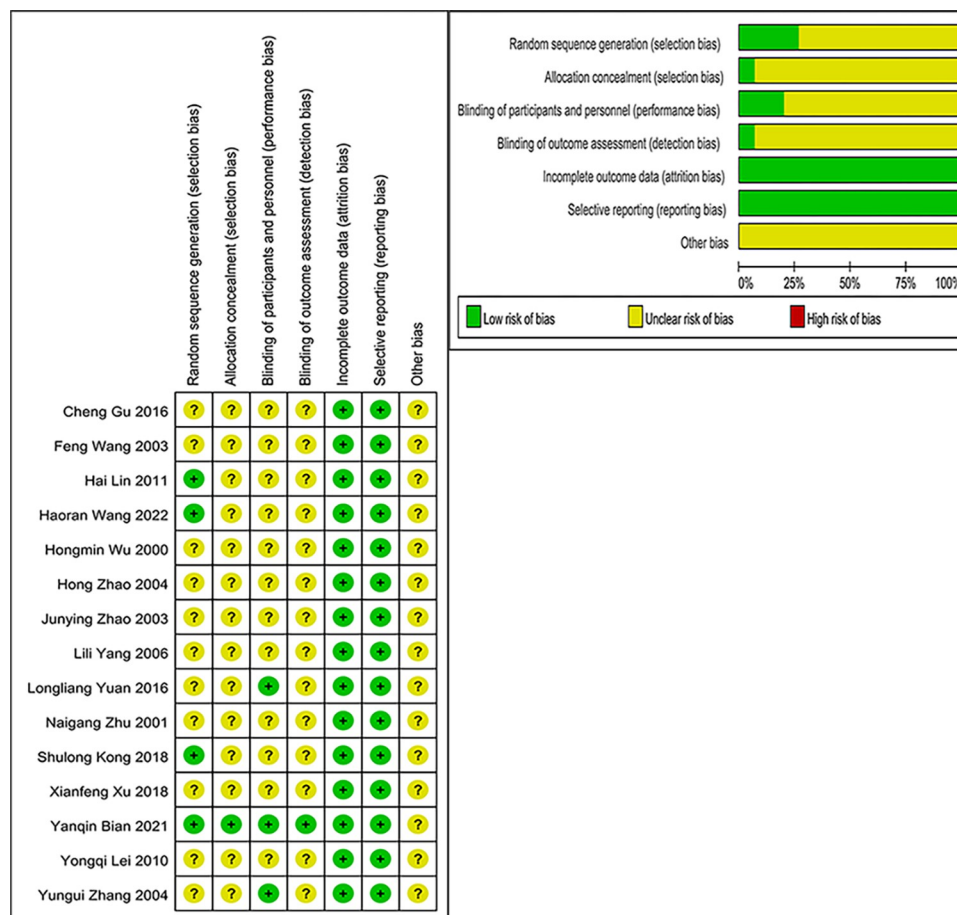 Random sequence generation (selection bias)
Allocation concealment (selection bias)
Blinding of participants and personnel (performance bias)
Blinding of outcome assessment (detection bias)
Incomplete outcome data (attrition bias)
Selective reporting (reporting bias)
Other bias
Cheng Gu 2016 ? ? ? ? + + ?
Feng Wang 2003 ? ? ? ? + + ?
Hai Lin 2011 + ? ? ? + + ?
Haoran Wang 2022 + ? ? ? + + ?
Hongmin Wu 2000 ? ? ? ? + + ?
Hong Zhao 2004 ? ? ? ? + + ?
Junying Zhao 2003 ? ? ? ? + + ?
Lili Yang 2006 ? ? ? ? + + ?
Longliang Yuan 2016 ? ? + ? + + ?
Naigang Zhu 2001 ? ? ? ? + + ?
Shulong Kong 2018 + ? ? ? + + ?
Xianfeng Xu 2018 ? ? ? ? + + ?
Yanqin Bian 2021 + + + + + + ?
Yongqi Lei 2010 ? ? ? ? + + ?
Yungui Zhang 2004 ? ? + ? + + ?
Random sequence generation (selection bias)
Allocation concealment (selection bias)
Blinding of participants and personnel (performance bias)
Blinding of outcome assessment (detection bias)
Incomplete outcome data (attrition bias)
Selective reporting (reporting bias)
Other bias
0% 25% 50% 75% 100%
Low risk of bias Unclear risk of bias High risk of bias